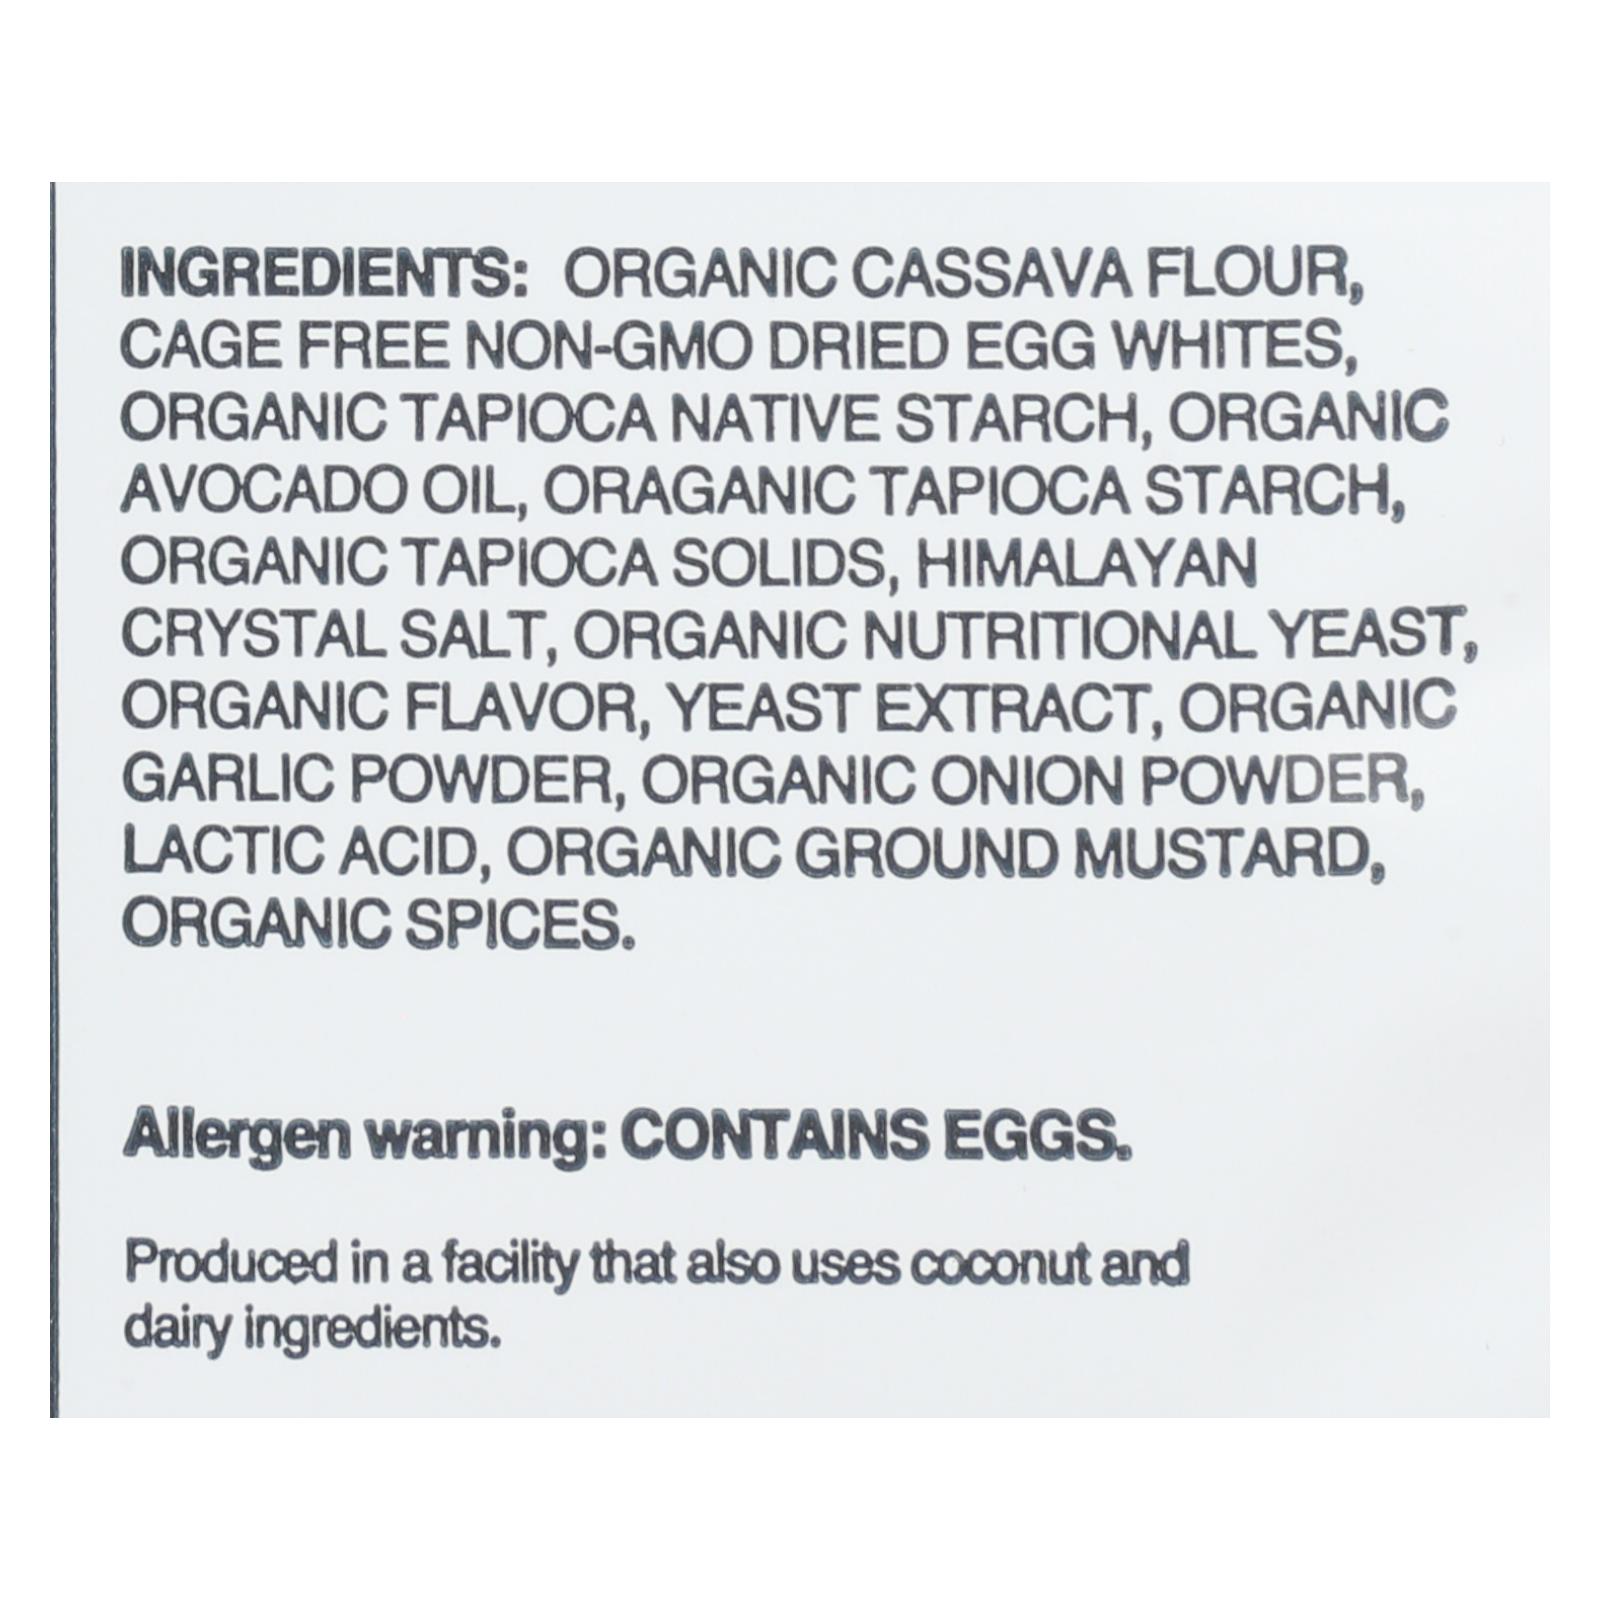 INGREDIENTS: ORGANIC CASSAVA FLOUR,
CAGE FREE NON-GMO DRIED EGG WHITES,
ORGANIC TAPIOCA NATIVE STARCH, ORGANIC
AVOCADO OIL, ORAGANIC TAPIOCA STARCH,
ORGANIC TAPIOCA SOLIDS, HIMALAYAN
CRYSTAL SALT, ORGANIC NUTRITIONAL YEAST,
ORGANIC FLAVOR, YEAST EXTRACT, ORGANIC
GARLIC POWDER, ORGANIC ONION POWDER,
LACTIC ACID, ORGANIC GROUND MUSTARD,
ORGANIC SPICES.
Allergen warning: CONTAINS EGGS.
Produced in a facility that also uses coconut and
dairy ingredients.